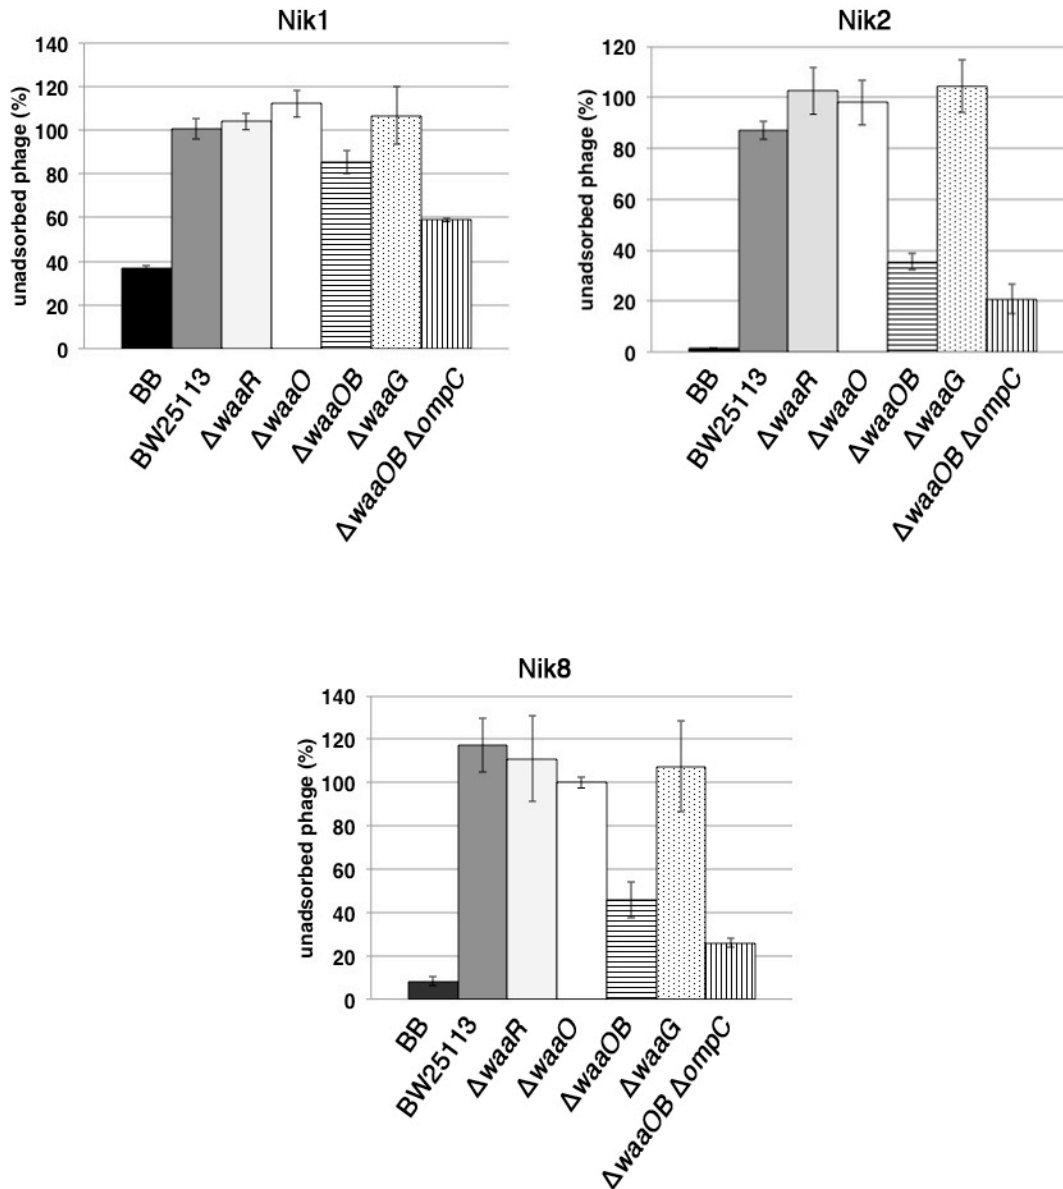 Nik1
unadsorbed phage (%)
140
120
100
80
60
40
20
0
BB
BW25113
ΔwaaR
ΔwaaO
ΔwaaOB
ΔwaaG
ΔwaaOB ΔompC
Nik2
unadsorbed phage (%)
120
100
80
60
40
20
0
BB
BW25113
ΔwaaR
ΔwaaO
ΔwaaOB
ΔwaaG
ΔwaaOB ΔompC
Nik8
unadsorbed phage (%)
140
120
100
80
60
40
20
0
BB
BW25113
ΔwaaR
ΔwaaO
ΔwaaOB
ΔwaaG
ΔwaaOB ΔompC